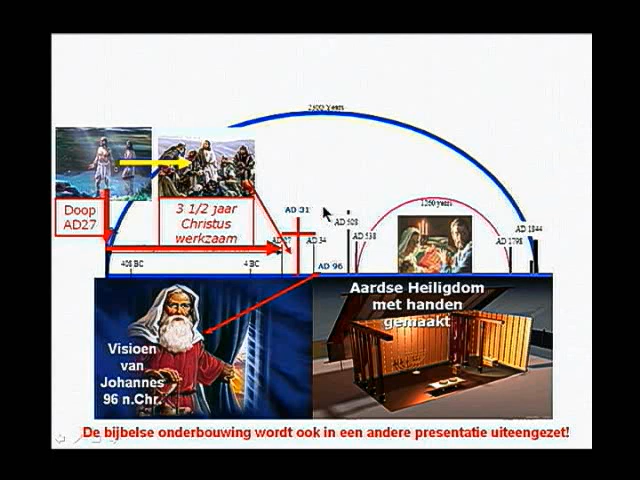 2300 Years
Doop
AD27
3 1/2 jaar
Christus
werkzaam
AD 31
AD 27
AD 34
AD 508
AD 538
1260 years
AD 1798
AD 1844
408 BC
4 BC
AD 96
Visioen
van
Johannes
96 n.Chr.
Aardse Heiligdom
met handen
gemaakt
De bijbelse onderbouwing wordt ook in een andere presentatie uiteengezet!